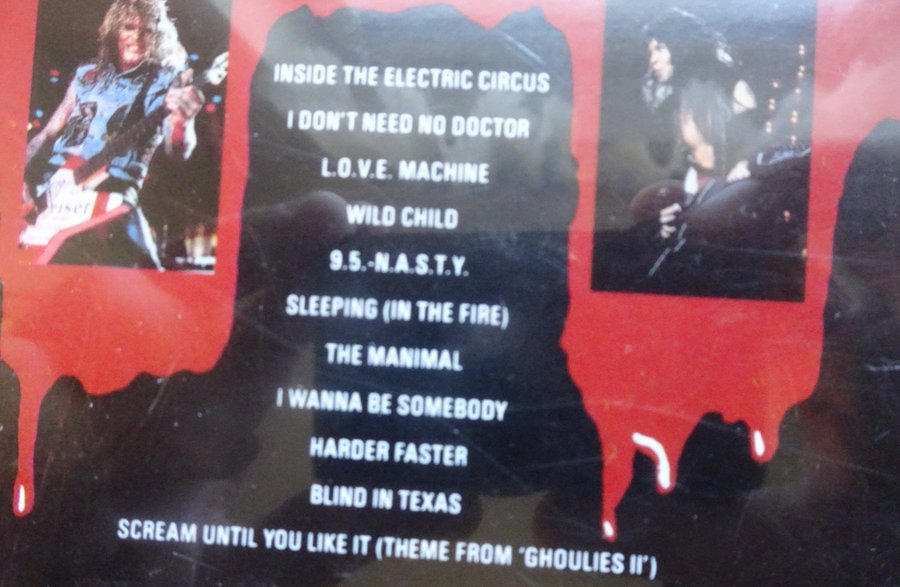 INSIDE THE ELECTRIC CIRCUS
I DON'T NEED NO DOCTOR
L.O.V.E. MACHINE
WILD CHILD
9.5.-N.A.S.T.Y.
SLEEPING (IN THE FIRE)
THE MANIMAL
I WANNA BE SOMEBODY
HARDER FASTER
BLIND IN TEXAS
SCREAM UNTIL YOU LIKE IT (THEME FROM 'GHOULIES II')